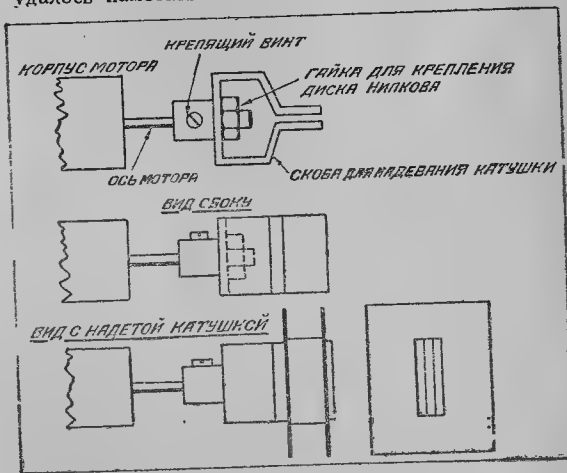 удалось
КРЕПЯЩИЙ ВИНТ
КОРПУС МОТОРА
ГАЙКА ДЛЯ КРЕПЛЕНИЯ
ДИСКА НИПКОВА
ОСЬ МОТОРА
СКОБА ДЛЯ НАДЕВАНИЯ КАТУШКИ
ВИД СБОКУ
ВИД С НАДЕТОЙ КАТУШКОЙ